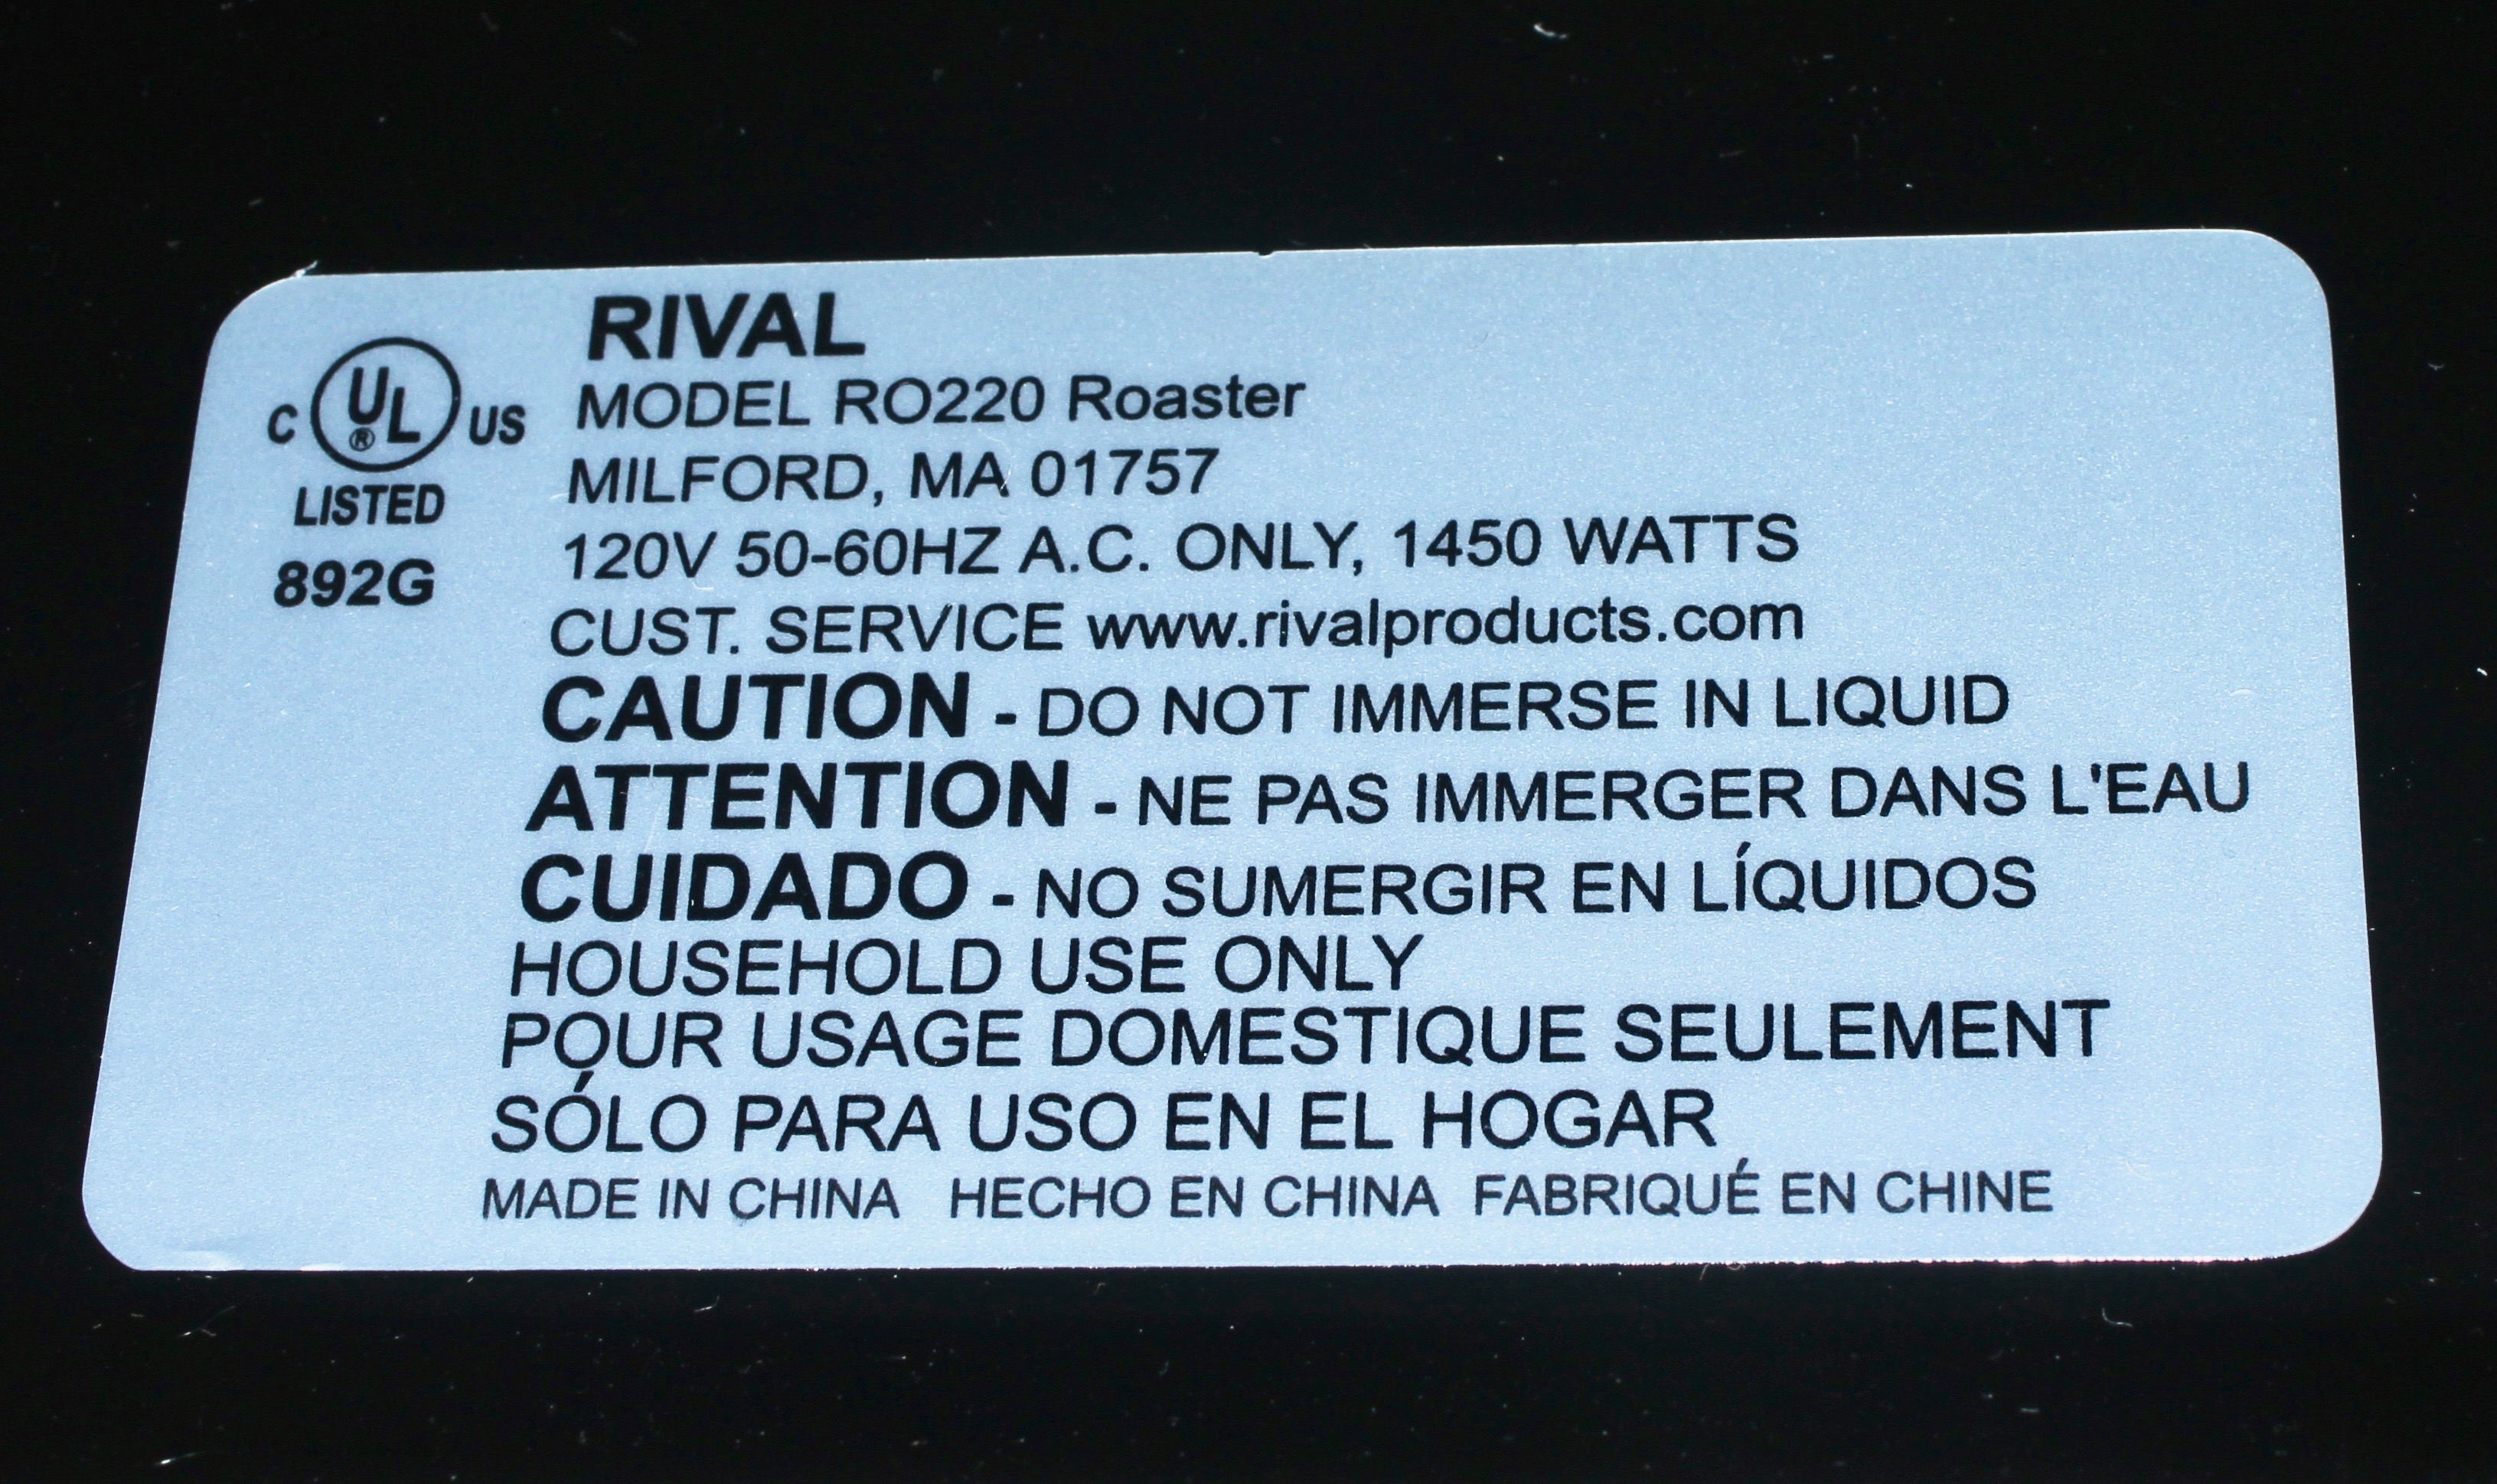 RIVAL
C UL® US
MODEL RO220 Roaster
MILFORD, MA 01757
LISTED
120V 50-60HZ A.C. ONLY, 1450 WATTS
892G
CUST. SERVICE www.rivalproducts.com
CAUTION - DO NOT IMMERSE IN LIQUID
ATTENTION - NE PAS IMMERGER DANS L'EAU
CUIDADO - NO SUMERGIR EN LÍQUIDOS
HOUSEHOLD USE ONLY
POUR USAGE DOMESTIQUE SEULEMENT
SÓLO PARA USO EN EL HOGAR
MADE IN CHINA HECHO EN CHINA FABRIQUÉ EN CHINE